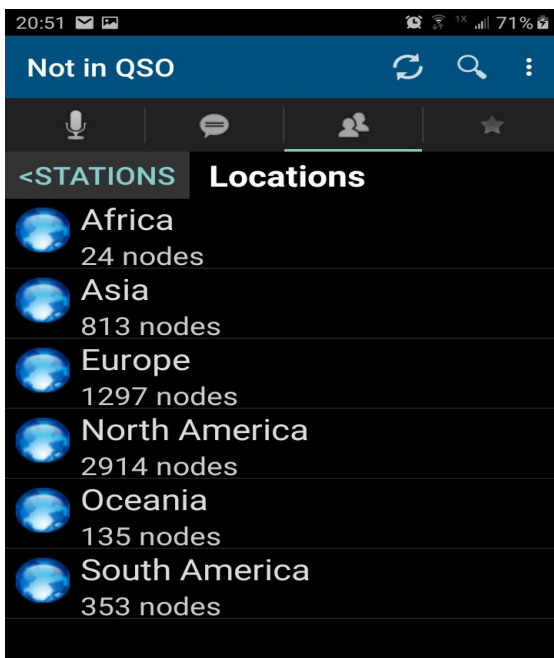 20:51 1X 71%
Not in QSO
<STATIONS Locations
Africa
24 nodes
Asia
813 nodes
Europe
1297 nodes
North America
2914 nodes
Oceania
135 nodes
South America
353 nodes